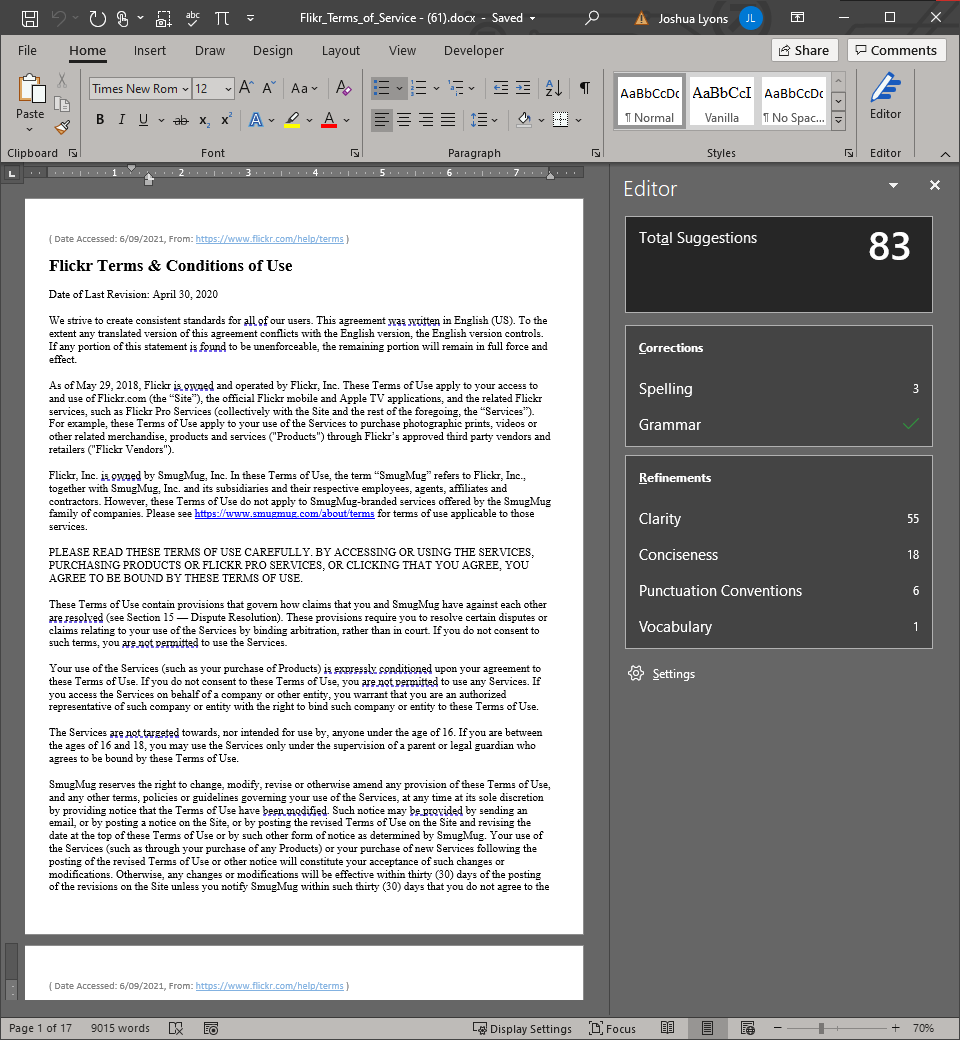 Flikr_Terms_of_Service - (61).docx - Saved
Joshua Lyons JL
File Home Insert Draw Design Layout View Developer Share Comments
Paste
Times New Rom 12
Aa
B I U ab x₂ x² A A
AaBbCcDc AaBbCcI AaBbCcDc
¶ Normal Vanilla ¶ No Spac...
Editor
Clipboard Font Paragraph Styles Editor
1 2 3 4 5 6 7
( Date Accessed: 6/09/2021, From: https://www.flickr.com/help/terms )
Flickr Terms & Conditions of Use
Date of Last Revision: April 30, 2020
We strive to create consistent standards for all of our users. This agreement was written in English (US). To the
extent any translated version of this agreement conflicts with the English version, the English version controls.
If any portion of this statement is found to be unenforceable, the remaining portion will remain in full force and
effect.
As of May 29, 2018, Flickr is owned and operated by Flickr, Inc. These Terms of Use apply to your access to
and use of Flickr.com (the “Site”), the official Flickr mobile and Apple TV applications, and the related Flickr
services, such as Flickr Pro Services (collectively with the Site and the rest of the foregoing, the “Services”).
For example, these Terms of Use apply to your use of the Services to purchase photographic prints, videos or
other related merchandise, products and services ("Products") through Flickr’s approved third party vendors and
retailers ("Flickr Vendors").
Flickr, Inc. is owned by SmugMug, Inc. In these Terms of Use, the term “SmugMug” refers to Flickr, Inc.,
together with SmugMug, Inc. and its subsidiaries and their respective employees, agents, affiliates and
contractors. However, these Terms of Use do not apply to SmugMug-branded services offered by the SmugMug
family of companies. Please see https://www.smugmug.com/about/terms for terms of use applicable to those
services.
PLEASE READ THESE TERMS OF USE CAREFULLY. BY ACCESSING OR USING THE SERVICES,
PURCHASING PRODUCTS OR FLICKR PRO SERVICES, OR CLICKING THAT YOU AGREE, YOU
AGREE TO BE BOUND BY THESE TERMS OF USE.
These Terms of Use contain provisions that govern how claims that you and SmugMug have against each other
are resolved (see Section 15 — Dispute Resolution). These provisions require you to resolve certain disputes or
claims relating to your use of the Services by binding arbitration, rather than in court. If you do not consent to
such terms, you are not permitted to use the Services.
Your use of the Services (such as your purchase of Products) is expressly conditioned upon your agreement to
these Terms of Use. If you do not consent to these Terms of Use, you are not permitted to use any Services. If
you access the Services on behalf of a company or other entity, you warrant that you are an authorized
representative of such company or entity with the right to bind such company or entity to these Terms of Use.
The Services are not targeted towards, nor intended for use by, anyone under the age of 16. If you are between
the ages of 16 and 18, you may use the Services only under the supervision of a parent or legal guardian who
agrees to be bound by these Terms of Use.
SmugMug reserves the right to change, modify, revise or otherwise amend any provision of these Terms of Use,
and any other terms, policies or guidelines governing your use of the Services, at any time at its sole discretion
by providing notice that the Terms of Use have been modified. Such notice may be provided by sending an
email, or by posting a notice on the Site, or by posting the revised Terms of Use on the Site and revising the
date at the top of these Terms of Use or by such other form of notice as determined by SmugMug. Your use of
the Services (such as through your purchase of any Products) or your purchase of new Services following the
posting of the revised Terms of Use or other notice will constitute your acceptance of such changes or
modifications. Otherwise, any changes or modifications will be effective within thirty (30) days of the posting
of the revisions on the Site unless you notify SmugMug within such thirty (30) days that you do not agree to the
( Date Accessed: 6/09/2021, From: https://www.flickr.com/help/terms )
Editor
Total Suggestions 83
Corrections
Spelling 3
Grammar
Refinements
Clarity 55
Conciseness 18
Punctuation Conventions 6
Vocabulary 1
Settings
Page 1 of 17 9015 words Display Settings Focus 70%